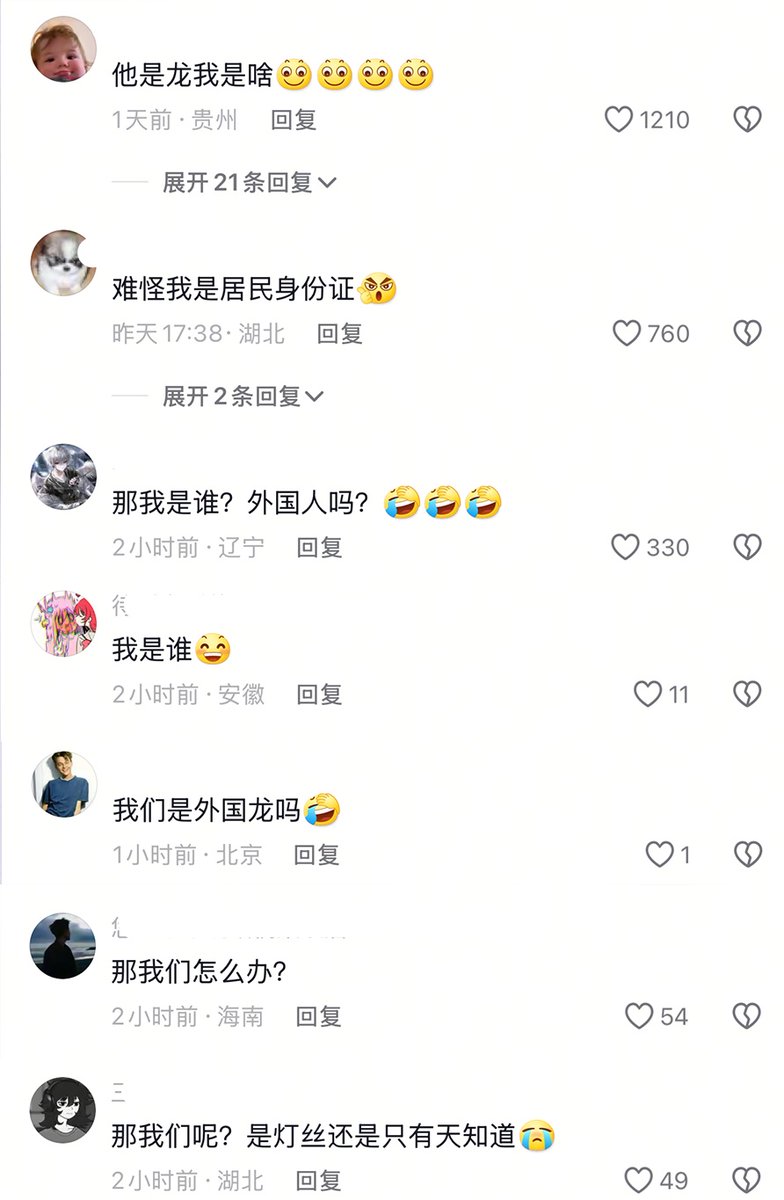 他是龙我是啥
1天前·贵州 回复 1210
展开21条回复
难怪我是居民身份证
昨天17:38·湖北 回复 760
展开2条回复
那我是谁？外国人吗？
2小时前·辽宁 回复 330
我是谁
2小时前·安徽 回复 11
我们是外国龙吗
1小时前·北京 回复 1
那我们怎么办？
2小时前·海南 回复 54
三
那我们呢？是灯丝还是只有天知道
2小时前·湖北 回复 49